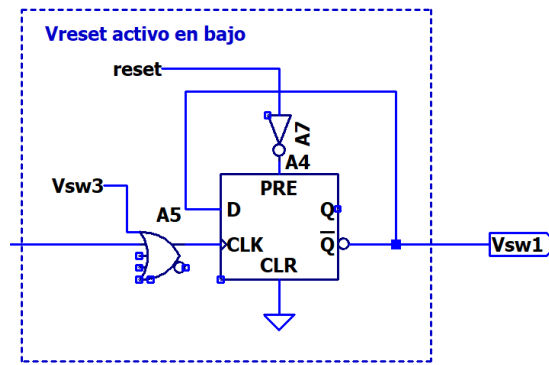 Vreset activo en bajo
reset
A7
A4
Vsw3
A5
PRE
D
Q
CLK
Q
CLR
Vsw1